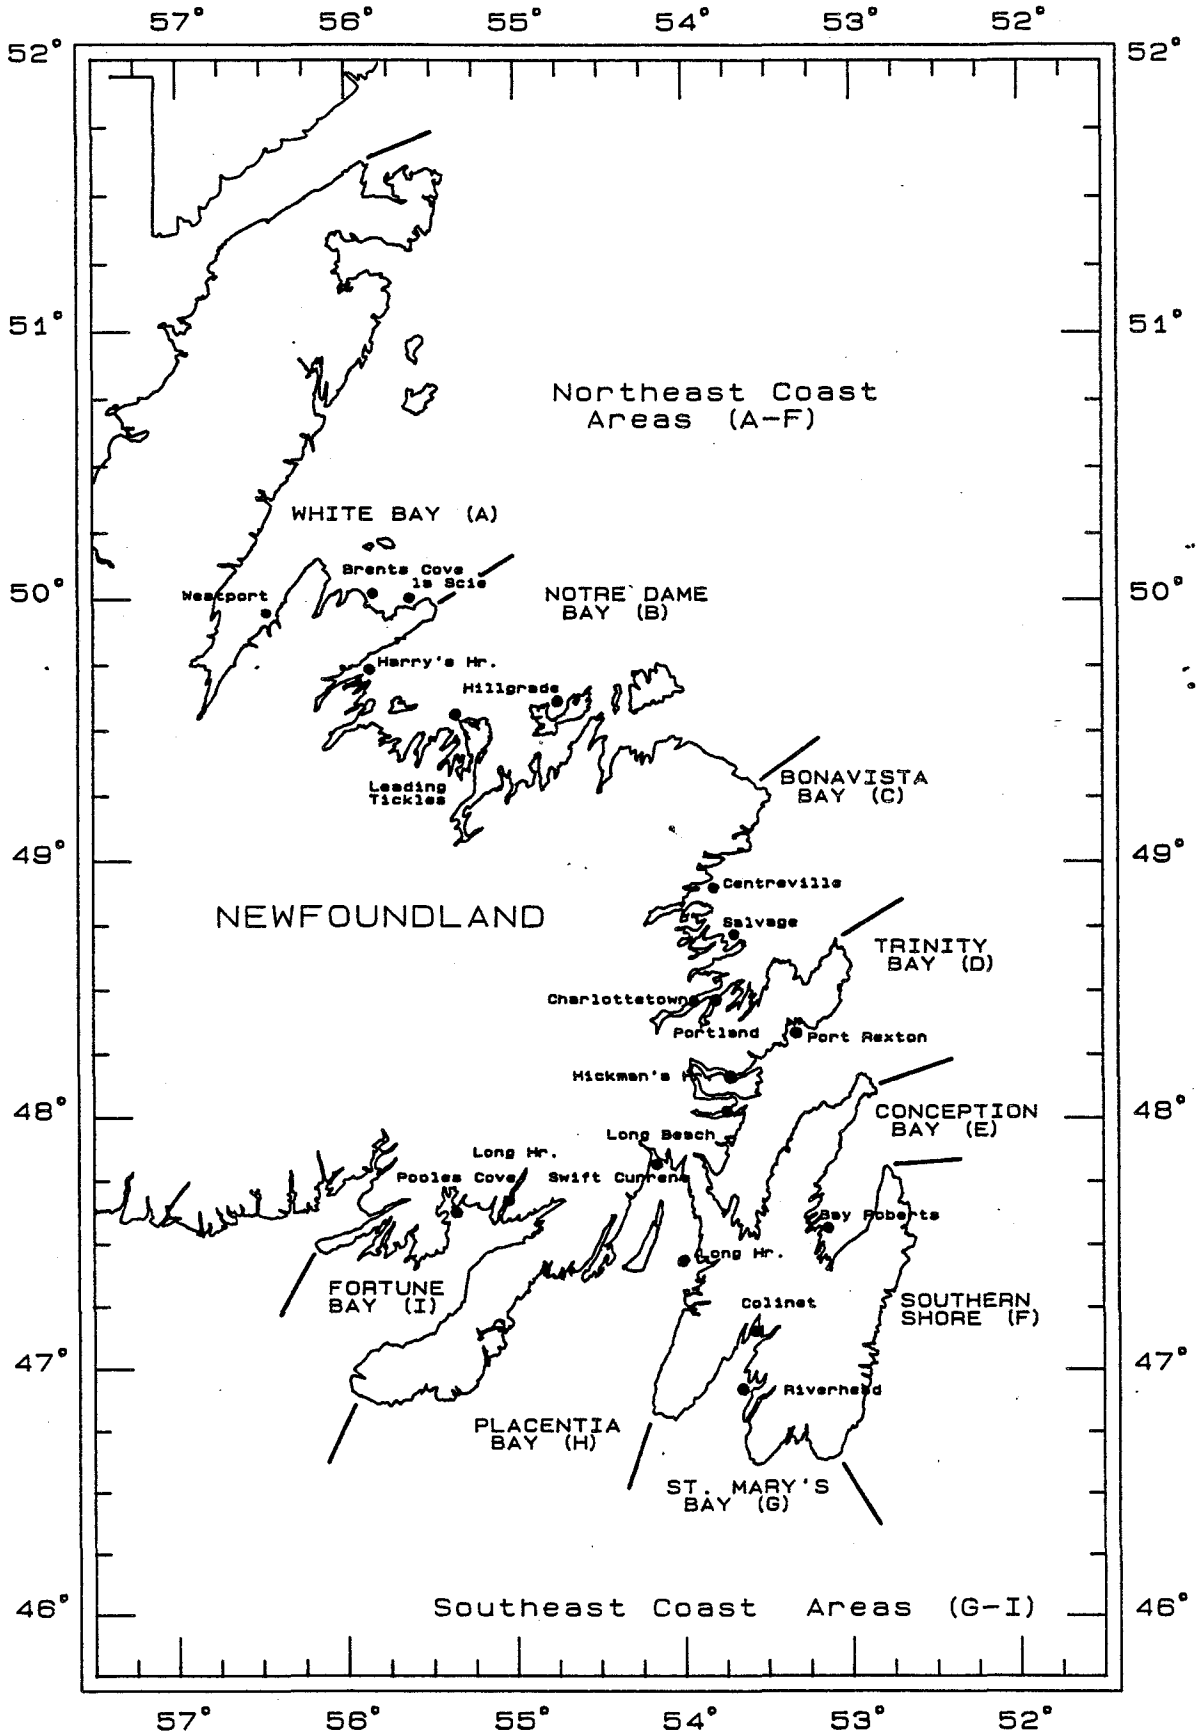 57° 56° 55° 54° 53° 52°
52° 52°
51° 51°
Northeast Coast
Areas (A-F)
WHITE BAY (A)
Brents Cove
la Scie
50° 50°
Westport
NOTRE DAME
BAY (B)
Harry's Hr.
Hillgrade
BONAVISTA
BAY (C)
Leading
Tickles
49° 49°
Centreville
NEWFOUNDLAND
Salvage
TRINITY
BAY (D)
Charlottetown
Portland
Port Rexton
Hickman's Hr.
48° 48°
CONCEPTION
BAY (E)
Long Beach
Long Hr.
Pooles Cove
Swift Current
Bay Roberts
Long Hr.
FORTUNE
BAY (I)
Colinet
SOUTHERN
SHORE (F)
47° 47°
Riverhead
PLACENTIA
BAY (H)
ST. MARY'S
BAY (G)
46° 46°
Southeast Coast Areas (G-I)
57° 56° 55° 54° 53° 52°